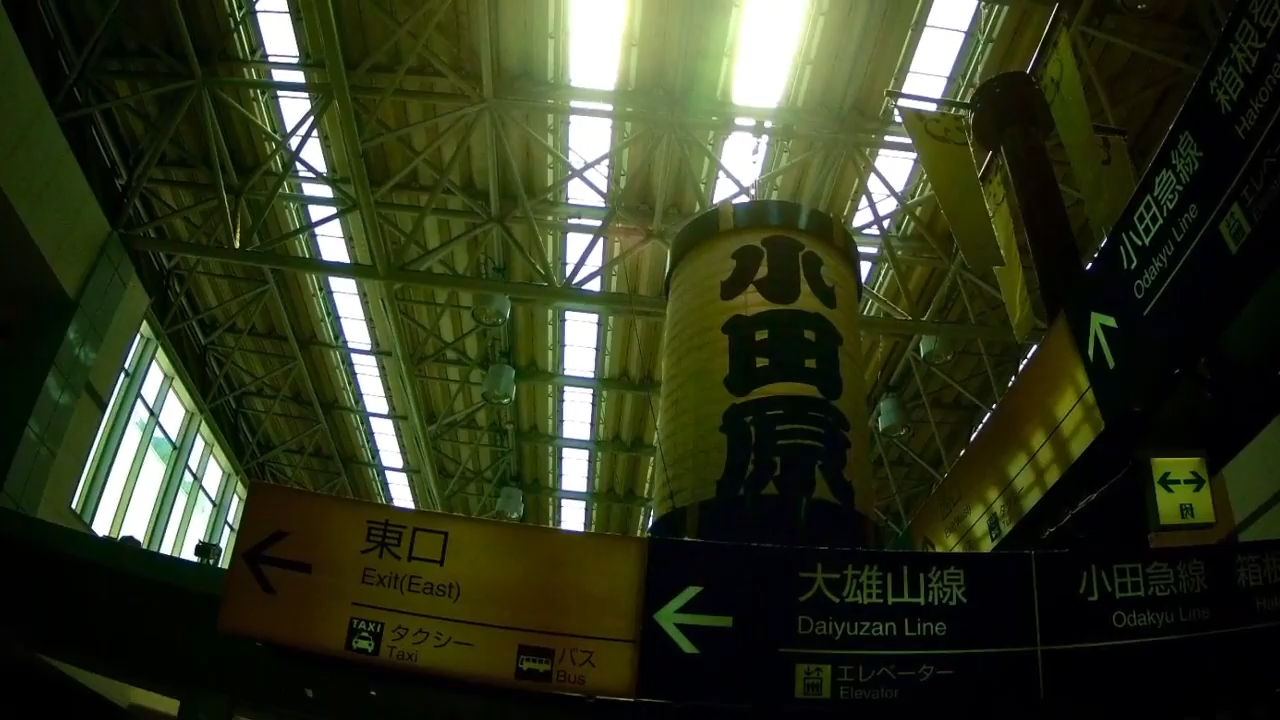 小田原
東口
Exit(East)
TAXI
タクシー
Taxi
バス
Bus
大雄山線
Daiyuzan Line
エレベーター
Elevator
小田急線
Odakyu Line
小田急線
Odakyu Line
箱根登
Hakone